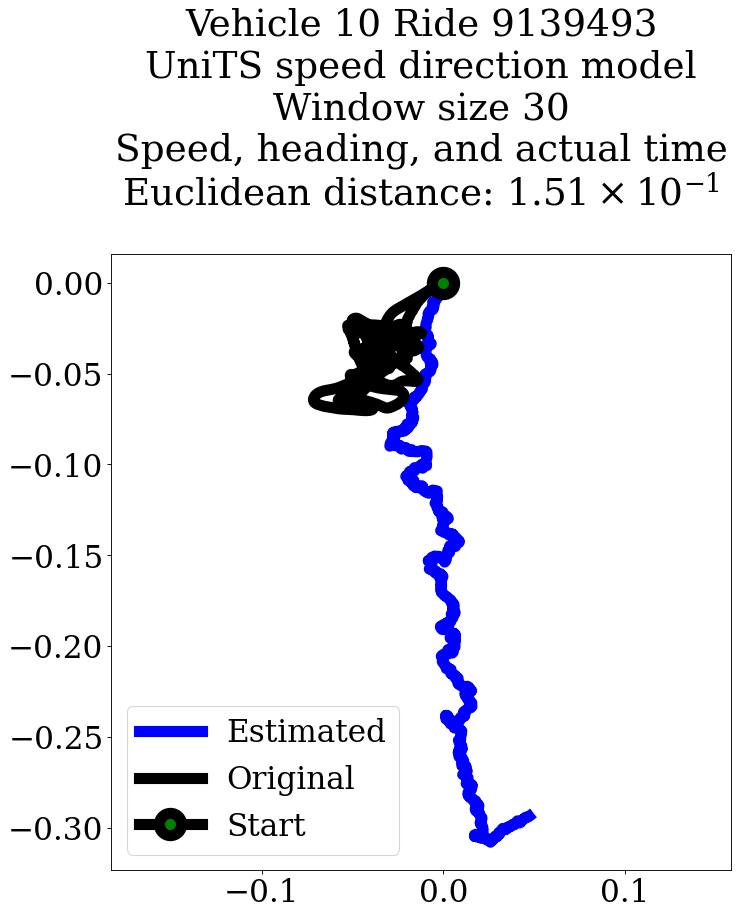 Vehicle 10 Ride 9139493
UniTS speed direction model
Window size 30
Speed, heading, and actual time
Euclidean distance: 1.51 × 10⁻¹
0.00
−0.05
−0.10
−0.15
−0.20
−0.25
−0.30
Estimated
Original
Start
−0.1 0.0 0.1